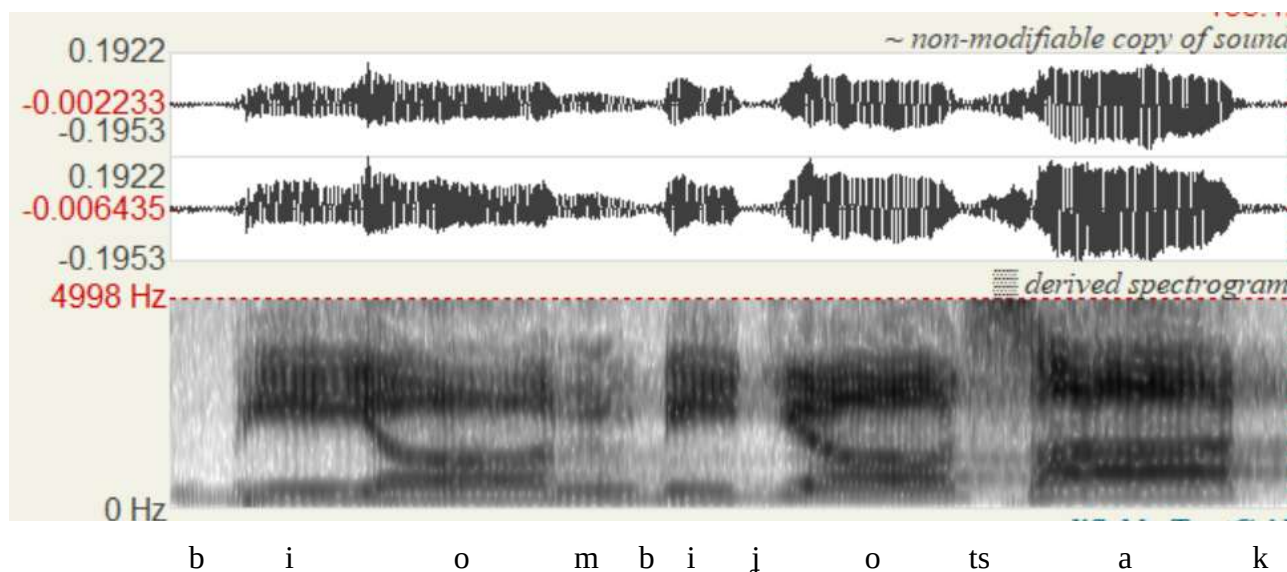 0.1922
~ non-modifiable copy of sound
-0.002233
-0.1953
0.1922
-0.006435
-0.1953
derived spectrogram
4998 Hz
0 Hz
b i o m b i ʝ o ts a k